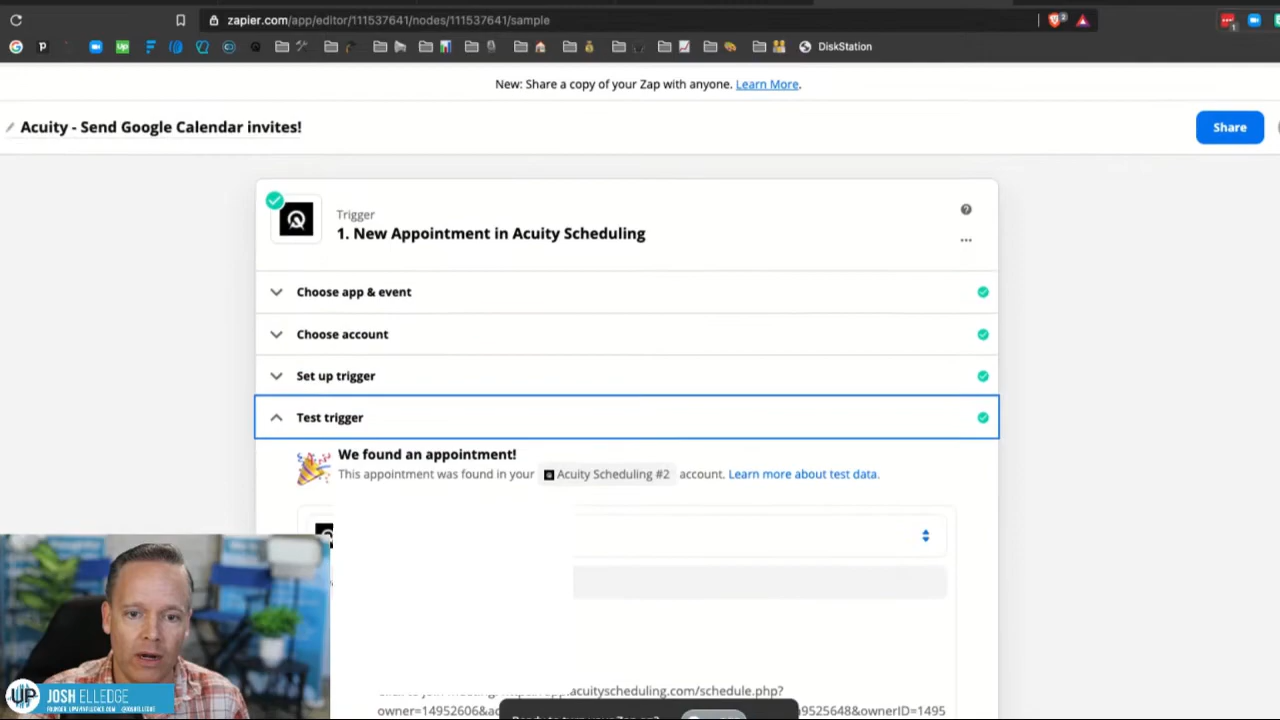 zapier.com/app/editor/111537641/nodes/111537641/sample
DiskStation
New: Share a copy of your Zap with anyone. Learn More.
Acuity - Send Google Calendar invites!
Share
Trigger
1. New Appointment in Acuity Scheduling
Choose app & event
Choose account
Set up trigger
Test trigger
We found an appointment!
This appointment was found in your Acuity Scheduling #2 account. Learn more about test data.
acuityscheduling.com/schedule.php?
owner=14952606&ac 9525648&ownerID=1495
UP JOSH ELLEDGE